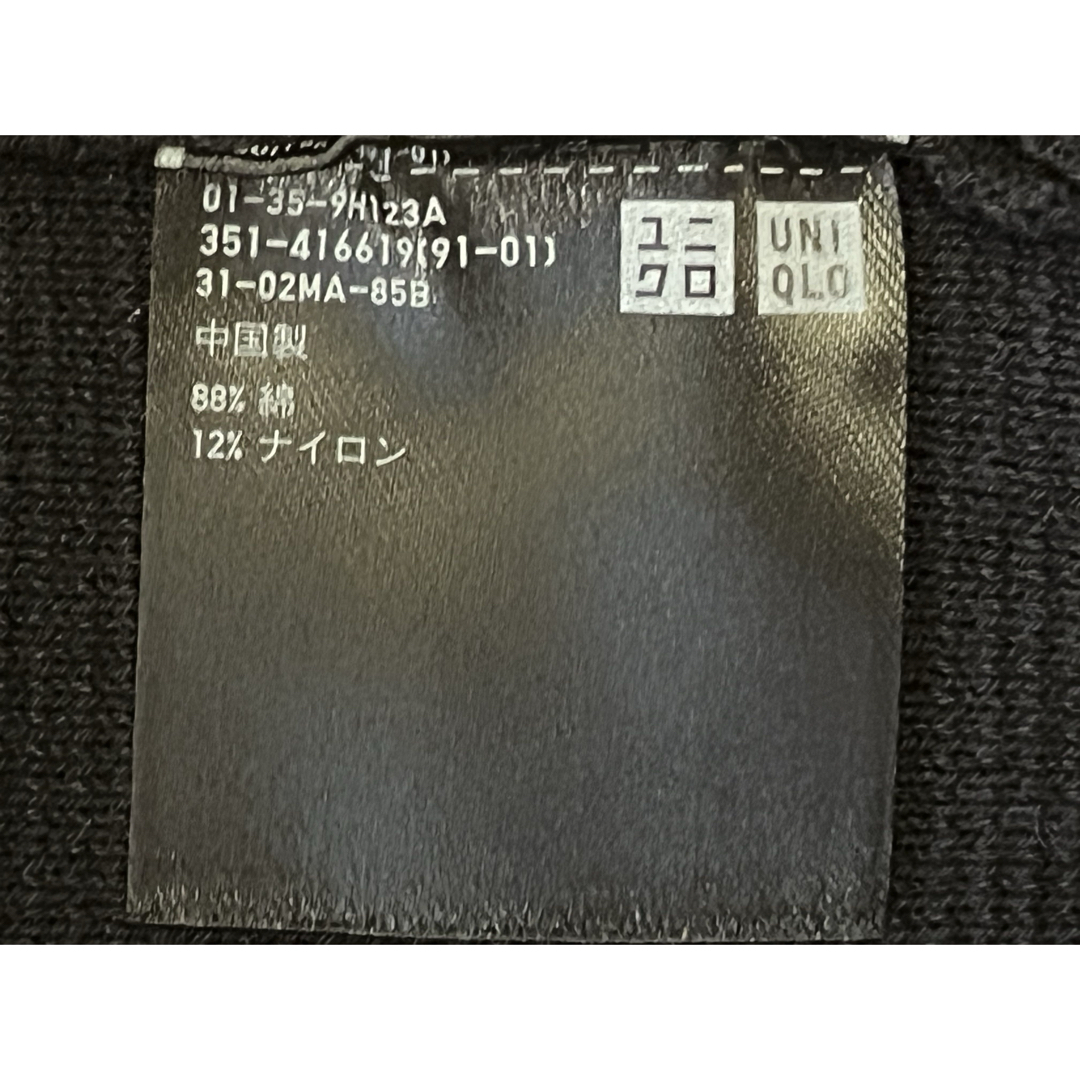 01-35-9H123A
351-416619(91-01)
31-02MA-85B
中国製
88% 綿
12% ナイロン
ユニ
クロ
UNI
QLO